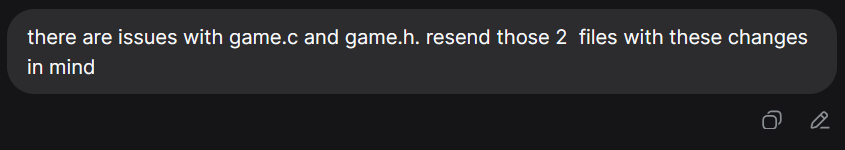 there are issues with game.c and game.h. resend those 2 files with these changes
in mind